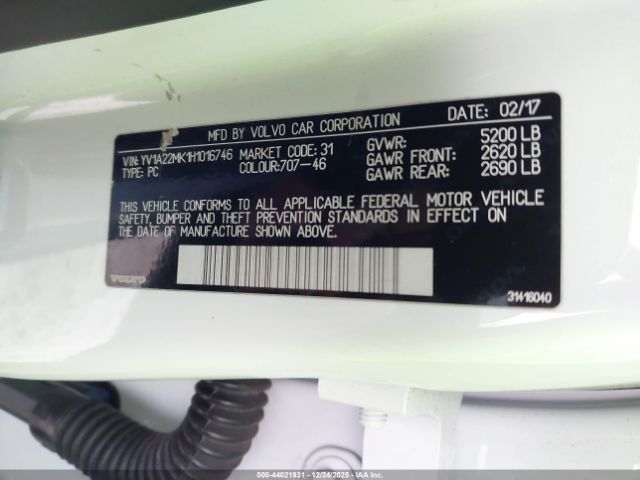 DATE: 02/17
MFD BY VOLVO CAR CORPORATION
VIN: YV1A22MK1H1016746 MARKET CODE: 31 GVWR: 5200 LB
TYPE: PC COLOUR:707-46 GAWR FRONT: 2620 LB
GAWR REAR: 2690 LB
THIS VEHICLE CONFORMS TO ALL APPLICABLE FEDERAL MOTOR VEHICLE
SAFETY, BUMPER AND THEFT PREVENTION STANDARDS IN EFFECT ON
THE DATE OF MANUFACTURE SHOWN ABOVE.
VOLVO
31416040
000-44021931 - 12/24/2025 - © 2025 IAA Inc.